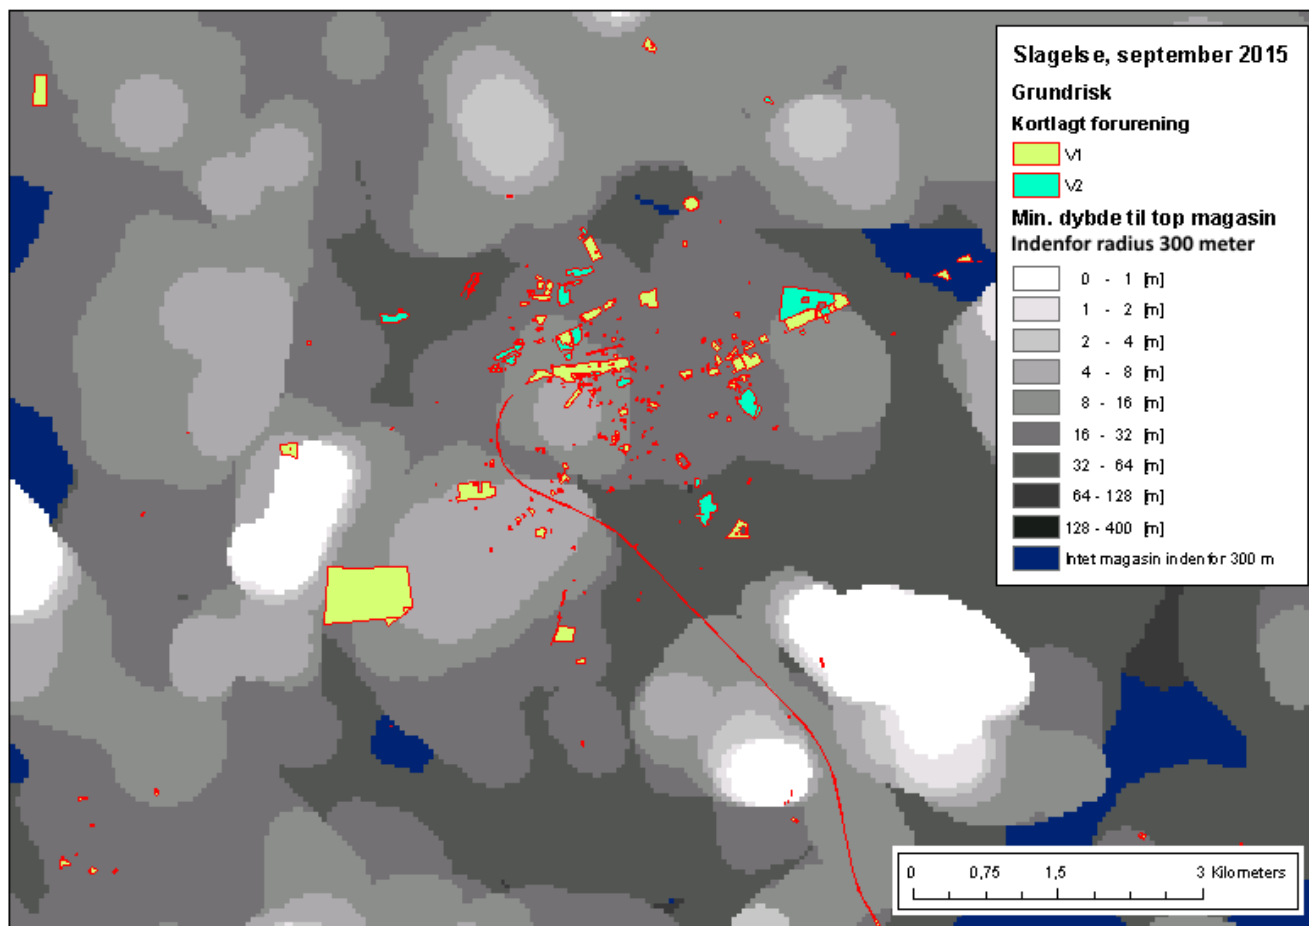 Slagelse, september 2015
Grundrisk
Kortlagt forurening
V1
V2
Min. dybde til top magasin
Indenfor radius 300 meter
0 - 1 [m]
1 - 2 [m]
2 - 4 [m]
4 - 8 [m]
8 - 16 [m]
16 - 32 [m]
32 - 64 [m]
64 - 128 [m]
128 - 400 [m]
Intet magasin indenfor 300 m
0 0,75 1,5 3 Kilometers